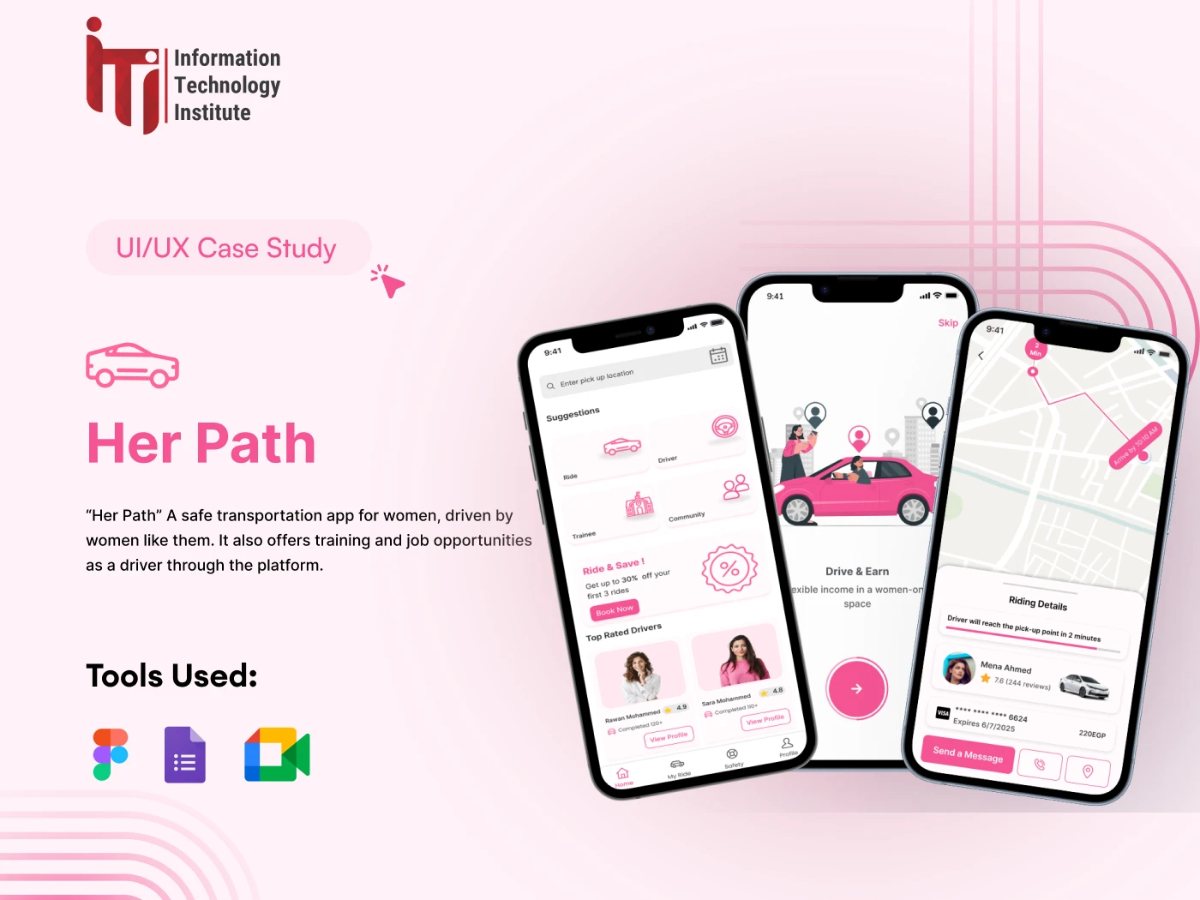 iTi
Information
Technology
Institute
UI/UX Case Study
Her Path
“Her Path” A safe transportation app for women, driven by
women like them. It also offers training and job opportunities
as a driver through the platform.
Tools Used:
9:41
Enter pick up location
Suggestions
Ride
Driver
Trainee
Community
Ride & Save !
Get up to 30% off your
first 3 rides
Book Now
Top Rated Drivers
Rawan Mohammed 4.9
Completed 120+
View Profile
Sara Mohammed 4.8
Completed 110+
View Profile
Home
My Ride
Safety
Profile
9:41
Skip
Drive & Earn
exible income in a women-on
space
9:41
2
Min
Arrive by 10:10 AM
Riding Details
Driver will reach the pick-up point in 2 minutes
Mena Ahmed
7.6 (244 reviews)
VISA **** **** **** 6624
Expires 6/7/2025
220EGP
Send a Message